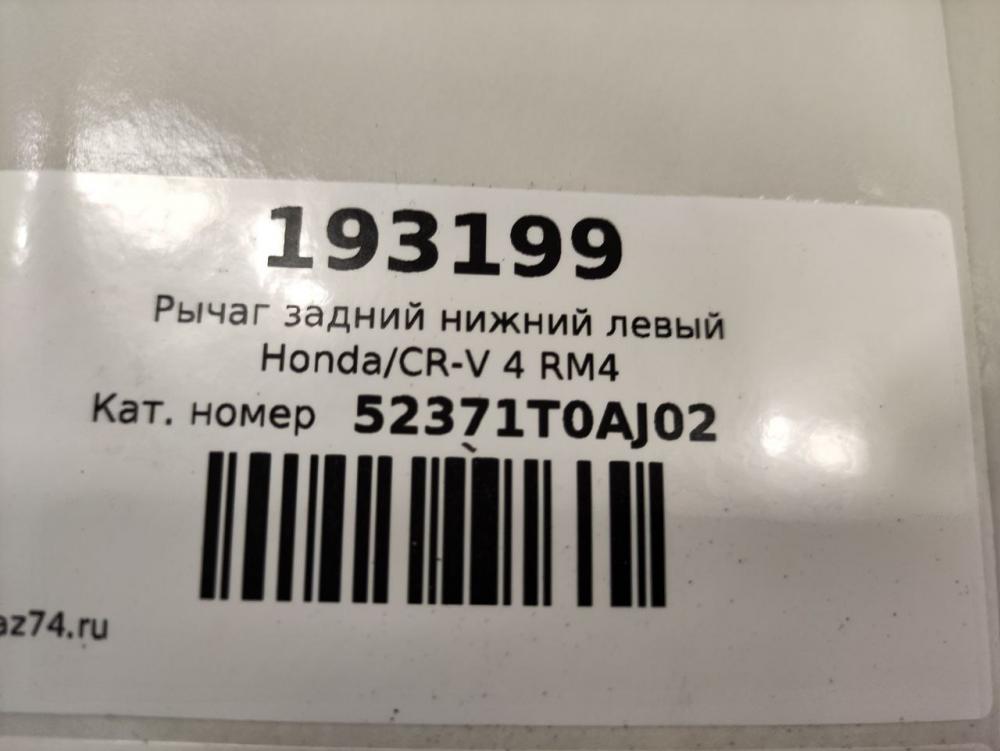 193199
Рычаг задний нижний левый
Honda/CR-V 4 RM4
Кат. номер 52371T0AJ02
az74.ru